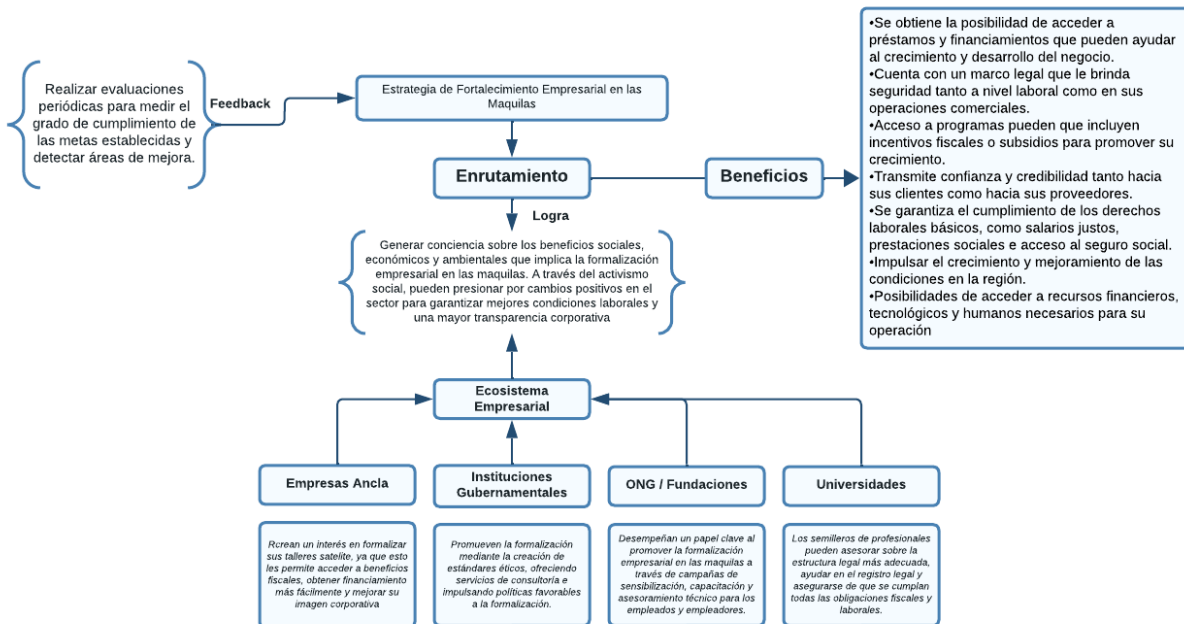 Realizar evaluaciones
periódicas para medir el
grado de cumplimiento de
las metas establecidas y
detectar áreas de mejora.
Feedback
Estrategia de Fortalecimiento Empresarial en las
Maquilas
Enrutamiento
Beneficios
•Se obtiene la posibilidad de acceder a
préstamos y financiamientos que pueden ayudar
al crecimiento y desarrollo del negocio.
•Cuenta con un marco legal que le brinda
seguridad tanto a nivel laboral como en sus
operaciones comerciales.
•Acceso a programas pueden que incluyen
incentivos fiscales o subsidios para promover su
crecimiento.
•Transmite confianza y credibilidad tanto hacia
sus clientes como hacia sus proveedores.
•Se garantiza el cumplimiento de los derechos
laborales básicos, como salarios justos,
prestaciones sociales e acceso al seguro social.
•Impulsar el crecimiento y mejoramiento de las
condiciones en la región.
•Posibilidades de acceder a recursos financieros,
tecnológicos y humanos necesarios para su
operación
Logra
Generar conciencia sobre los beneficios sociales,
económicos y ambientales que implica la formalización
empresarial en las maquilas. A través del activismo
social, pueden presionar por cambios positivos en el
sector para garantizar mejores condiciones laborales y
una mayor transparencia corporativa
Ecosistema
Empresarial
Empresas Ancla
Instituciones
Gubernamentales
ONG / Fundaciones
Universidades
Rcrean un interés en formalizar
sus talleres satelite, ya que esto
les permite acceder a beneficios
fiscales, obtener financiamiento
más fácilmente y mejorar su
imagen corporativa
Promueven la formalización
mediante la creación de
estándares éticos, ofreciendo
servicios de consultoría e
impulsando políticas favorables
a la formalización.
Desempeñan un papel clave al
promover la formalización
empresarial en las maquilas a
través de campañas de
sensibilización, capacitación y
asesoramiento técnico para los
empleados y empleadores.
Los semilleros de profesionales
pueden asesorar sobre la
estructura legal más adecuada,
ayudar en el registro legal y
asegurarse de que se cumplan
todas las obligaciones fiscales y
laborales.